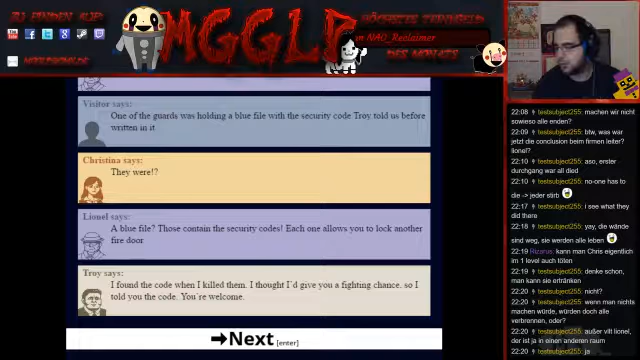 ZU FINDEN AUF:
MGGLP
HÖCHSTE TRINKGELD
an NAO_Reclaimer
DES MONATS
Visitor says:
One of the guards was holding a blue file with the security code Troy told us before
written in it
Christina says:
They were!?
Lionel says:
A blue file? Those contain the security codes! Each one allows you to lock another
fire door
Troy says:
I found the code when I killed them. I thought I'd give you a fighting chance, so I
told you the code. You're welcome.
➡Next [enter]
22:08 testsubject255: machen wir nicht
sowieso alle enden?
22:09 testsubject255: btw, was war
jetzt die conclusion beim firmen leiter?
lionel?
22:10 testsubject255: aso, erster
durchgang war all died
22:10 testsubject255: no-one has to
die -> jeder stirbt
22:17 testsubject255: i see what they
did there
22:18 testsubject255: yay, die wände
sind weg, sie werden alle leben
22:19 Rizarus: kann man Chris eigentlich
im 1 level auch töten
22:19 testsubject255: denke schon,
man kann sie ertränken
22:20 testsubject255: nicht?
22:20 testsubject255: wenn man nichts
machen würde, würden doch alle
verbrennen, oder?
22:20 testsubject255: außer vllt lionel,
der ist ja in einen anderen raum
22:20 testsubject255: ja